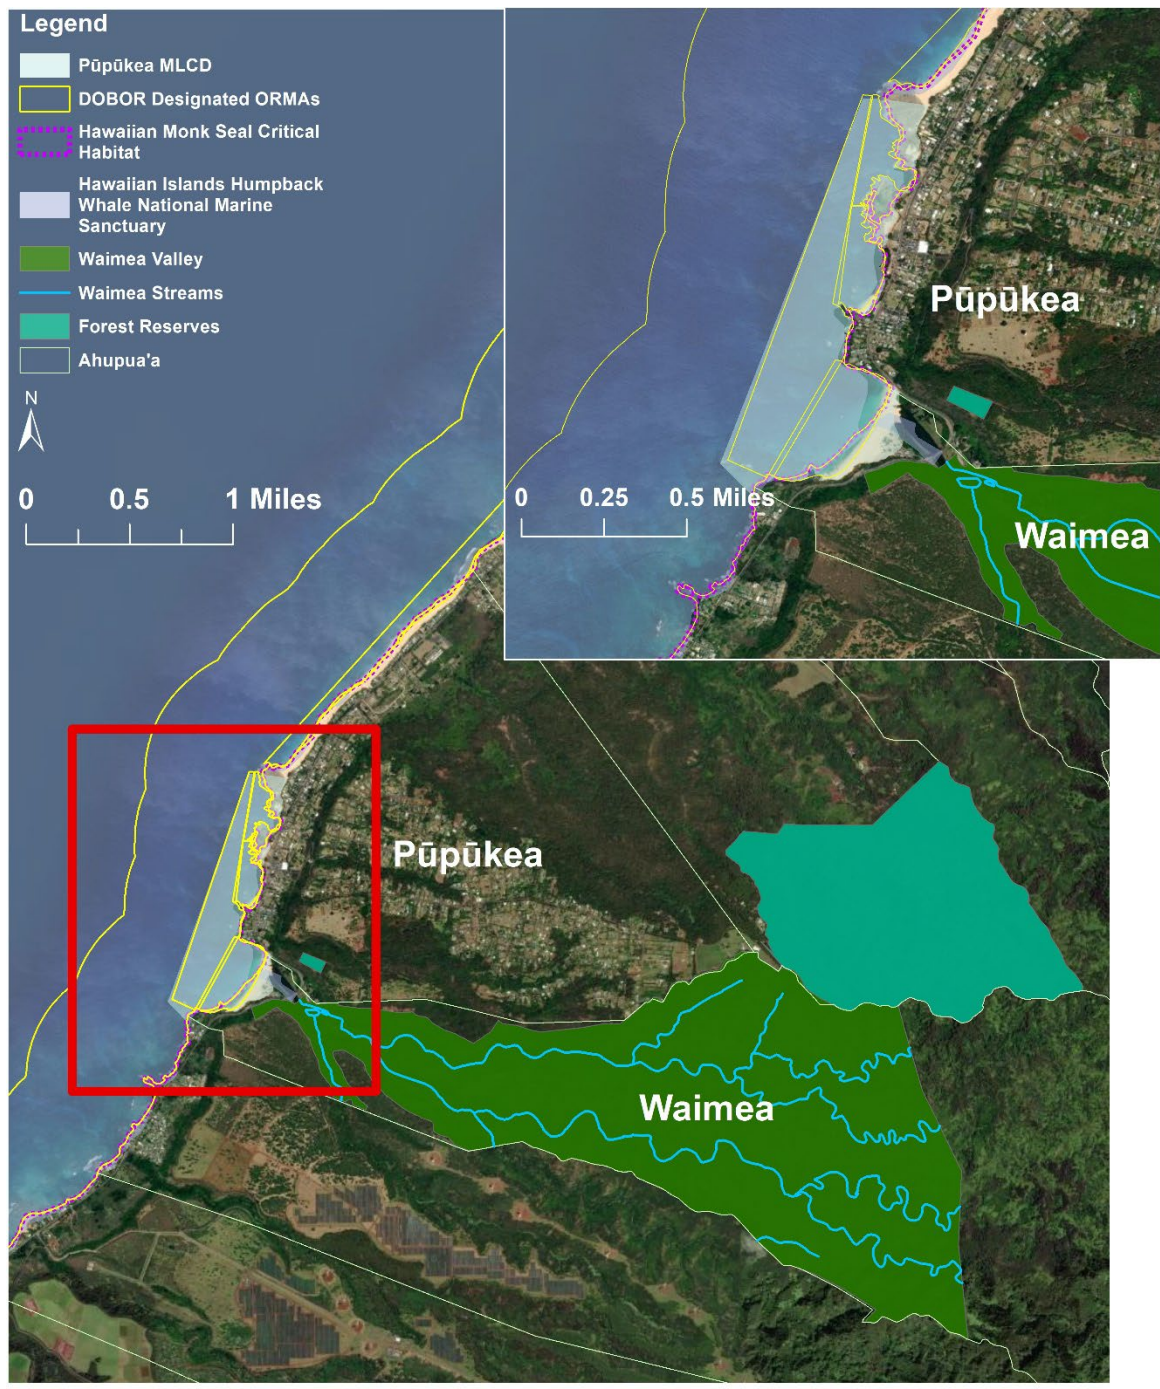 Legend
Pūpūkea MLCD
DOBOR Designated ORMAs
Hawaiian Monk Seal Critical
Habitat
Hawaiian Islands Humpback
Whale National Marine
Sanctuary
Waimea Valley
Waimea Streams
Forest Reserves
Ahupua'a
N
0 0.5 1 Miles
Pūpūkea
0 0.25 0.5 Miles
Waimea
Pūpūkea
Waimea